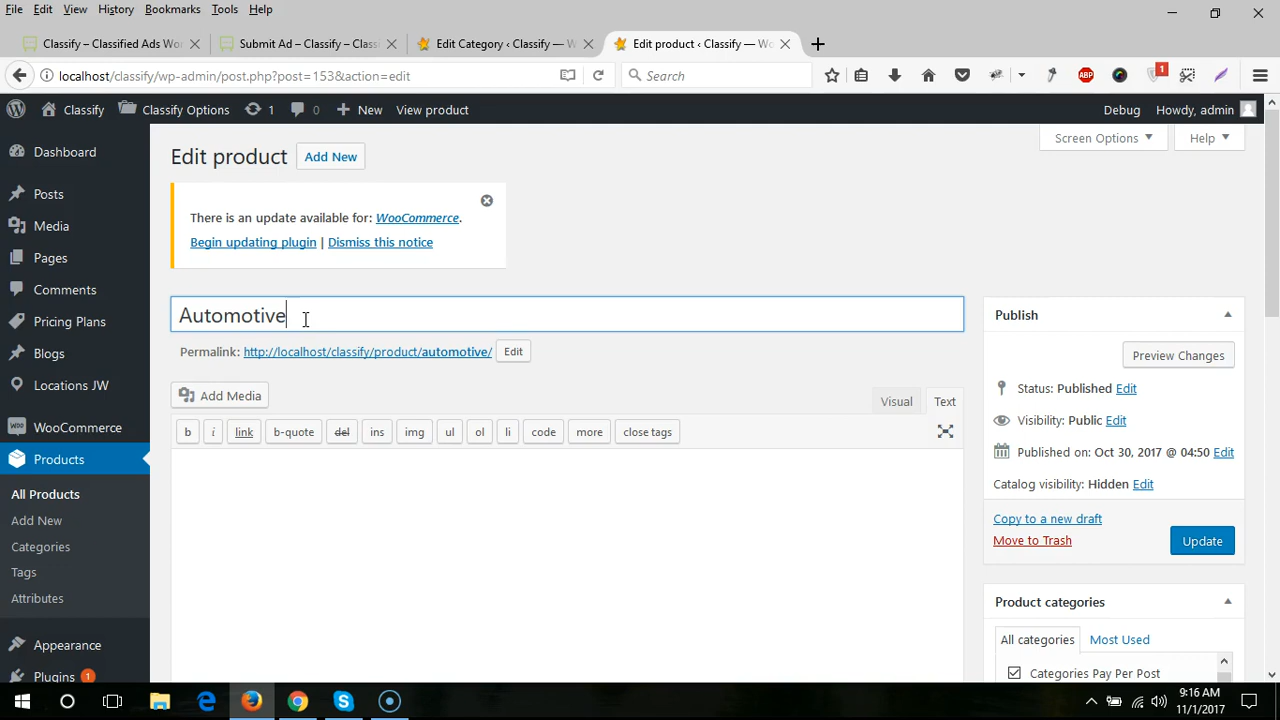 File Edit View History Bookmarks Tools Help
Classify – Classified Ads Wor
Submit Ad – Classify – Classi
Edit Category ‹ Classify — W
Edit product ‹ Classify — Wo
localhost/classify/wp-admin/post.php?post=153&action=edit
Search
ABP
1
Classify
Classify Options
1
0
New
View product
Debug
Howdy, admin
Dashboard
Posts
Media
Pages
Comments
Pricing Plans
Blogs
Locations JW
WooCommerce
Products
All Products
Add New
Categories
Tags
Attributes
Appearance
Plugins 1
Edit product
Add New
Screen Options
Help
There is an update available for: WooCommerce.
Begin updating plugin | Dismiss this notice
Automotive
Permalink: http://localhost/classify/product/automotive/ Edit
Add Media
Visual
Text
b i link b-quote del ins img ul ol li code more close tags
Publish
Preview Changes
Status: Published Edit
Visibility: Public Edit
Published on: Oct 30, 2017 @ 04:50 Edit
Catalog visibility: Hidden Edit
Copy to a new draft
Move to Trash
Update
Product categories
All categories
Most Used
Categories Pay Per Post
9:16 AM
11/1/2017